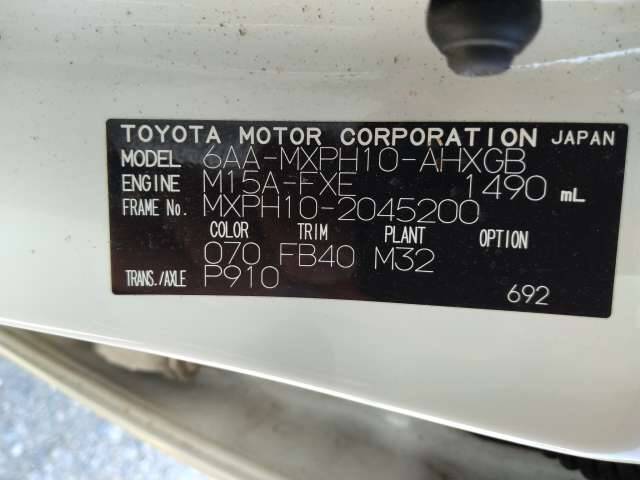 TOYOTA MOTOR CORPORATION JAPAN
MODEL 6AA-MXPH10-AHXGB
ENGINE M15A-FXE 1490 mL
FRAME No. MXPH10-2045200
COLOR TRIM PLANT OPTION
070 FB40 M32
TRANS./AXLE P910
692